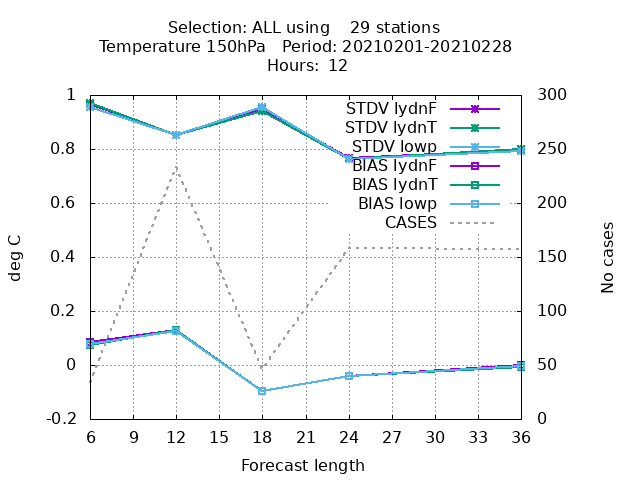 Selection: ALL using    29 stations
Temperature 150hPa   Period: 20210201-20210228
Hours:  12
1
0.8
0.6
0.4
0.2
0
-0.2
deg C
STDV lydnF
STDV lydnT
STDV lowp
BIAS lydnF
BIAS lydnT
BIAS lowp
CASES
300
250
200
150
100
50
0
No cases
6 9 12 15 18 21 24 27 30 33 36
Forecast length